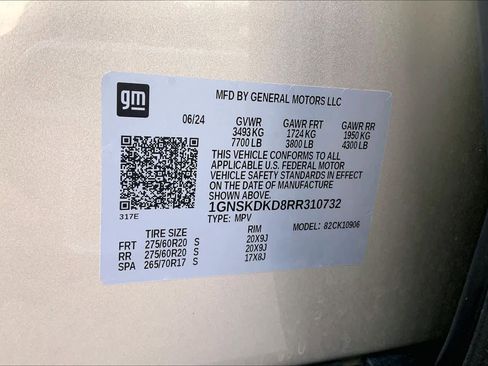 gm
MFD BY GENERAL MOTORS LLC
06/24 GVWR GAWR FRT GAWR RR
3493 KG 1724 KG 1950 KG
7700 LB 3800 LB 4300 LB
THIS VEHICLE CONFORMS TO ALL
APPLICABLE U.S. FEDERAL MOTOR
VEHICLE SAFETY STANDARDS IN
EFFECT ON THE DATE OF MANUFACTURE
SHOWN ABOVE.
317E
1GNSKDKD8RR310732
TYPE: MPV MODEL: 82CK10906
TIRE SIZE RIM
FRT 275/60R20 S 20X9J
RR 275/60R20 S 20X9J
SPA 265/70R17 S 17X8J